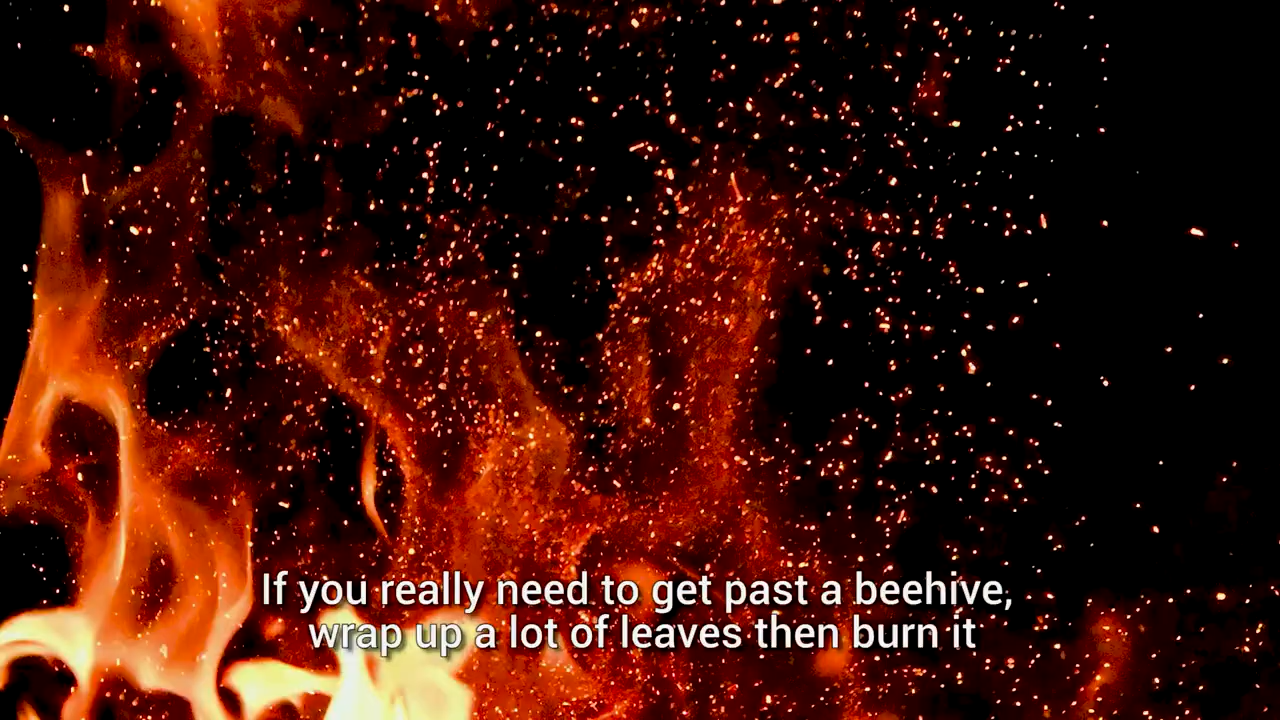 If you really need to get past a beehive,
wrap up a lot of leaves then burn it